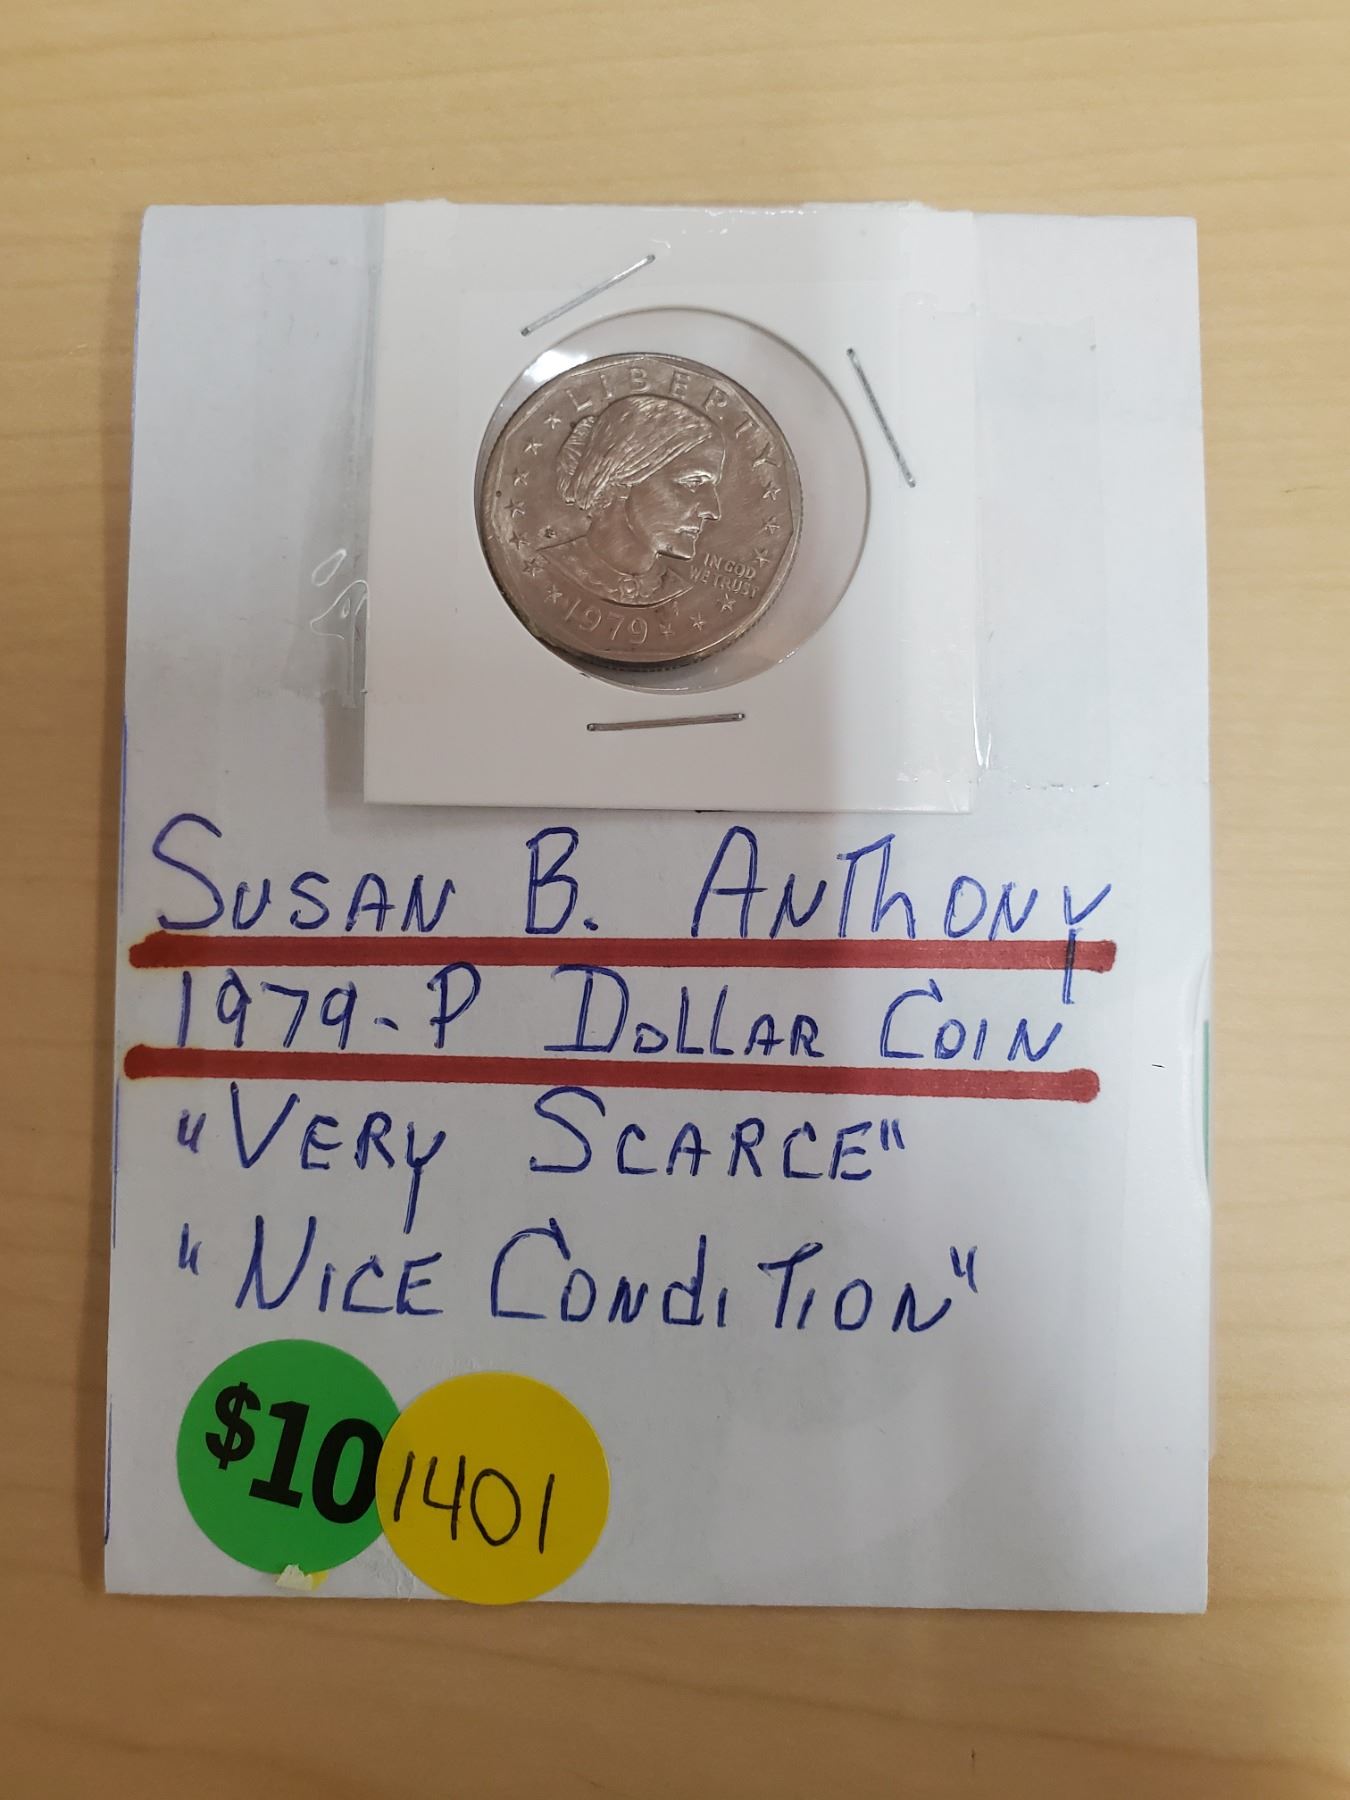 LIBERTY
IN GOD
WE TRUST
1979
SUSAN B. ANThONy
1979-P DOLLAR COIN
"VERy SCARCE"
"NICE CONdiTION"
$10
1401